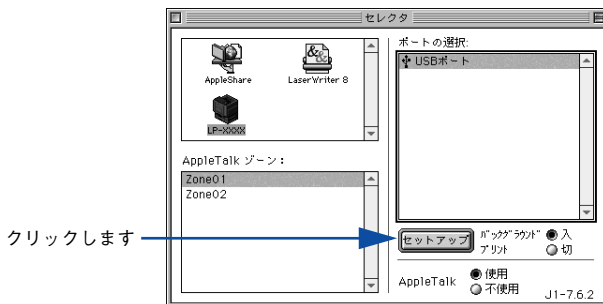 セレクタ
AppleShare
LaserWriter 8
LP-XXXX
AppleTalk ゾーン：
Zone01
Zone02
ポートの選択:
USBポート
クリックします
セットアップ
バックグラウンド
プリント
入
切
AppleTalk
使用
不使用
J1-7.6.2